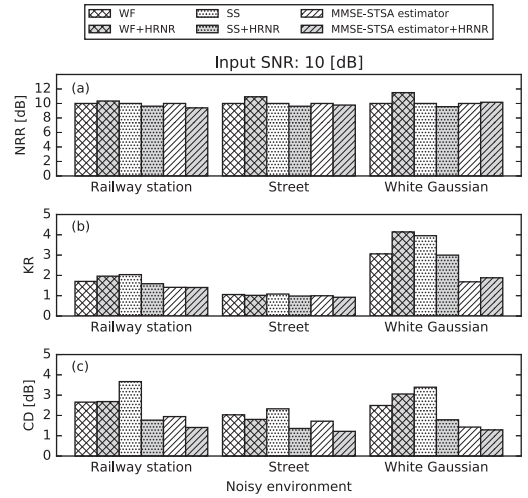 WF
SS
MMSE-STSA estimator
WF+HRNR
SS+HRNR
MMSE-STSA estimator+HRNR
Input SNR: 10 [dB]
(a)
NRR [dB]
10
8
6
4
2
0
Railway station
Street
White Gaussian
(b)
KR
5
4
3
2
1
0
Railway station
Street
White Gaussian
(c)
CD [dB]
5
4
3
2
1
0
Railway station
Street
White Gaussian
Noisy environment